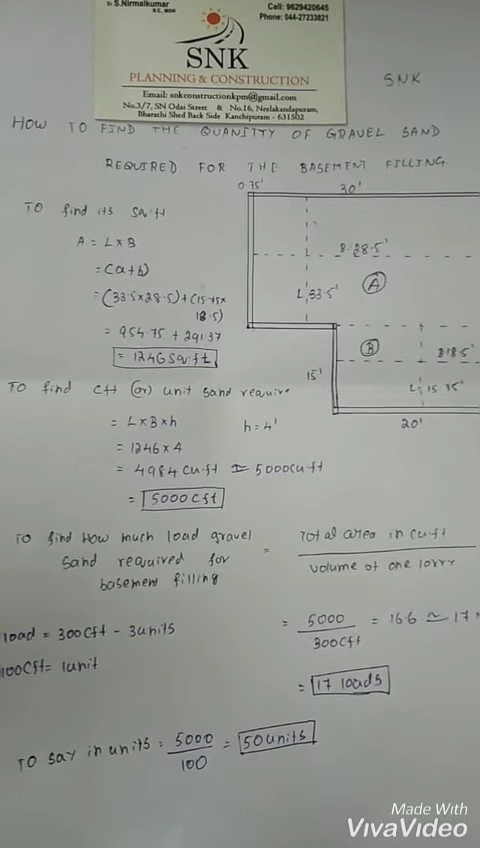 Er S.Nirmalkumar
B.E., MISW
Cell: 9629420645
Phone: 044-27233821
SNK
PLANNING & CONSTRUCTION
Email: snkconstructionkpm@gmail.com
No.3/7, SN Odai Street & No.16, Neelakandapuram,
Bharathi Shed Back Side Kanchipuram - 631502
SNK
HOW TO FIND THE QUANTITY OF GRAVEL SAND
REQUIRED FOR THE BASEMENT FILLING.
0.75' 30'
TO find its sq.ft
A = L x B
= (a+b)
= (33.5x28.5)+(15.75x
18.5)
= 954.75 + 291.37
= 1246 sq.ft
B 28.5'
L 33.5'
A
B
B 18.5'
15'
L: 15.35'
20'
TO find cft (or) unit sand require
= L x B x h
h = 4'
= 1246 x 4
= 4984 cu.ft ≃ 5000 cu.ft
= 5000 Cft
TO find How much load gravel
sand required for
basement filling
= Total area in cu.ft
volume of one lorry
load = 300 Cft - 3 units
100 Cft = 1 unit
= 5000 = 16.6 ≃ 17
300 Cft
= 17 loads
TO say in units = 5000 = 50 units
100
Made With
VivaVideo